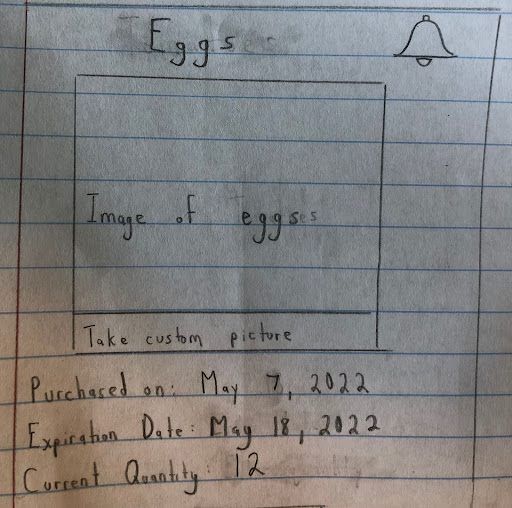 Eggs
Image of eggses
Take custom picture
Purchased on: May 7, 2022
Expiration Date: May 18, 2022
Current Quantity: 12